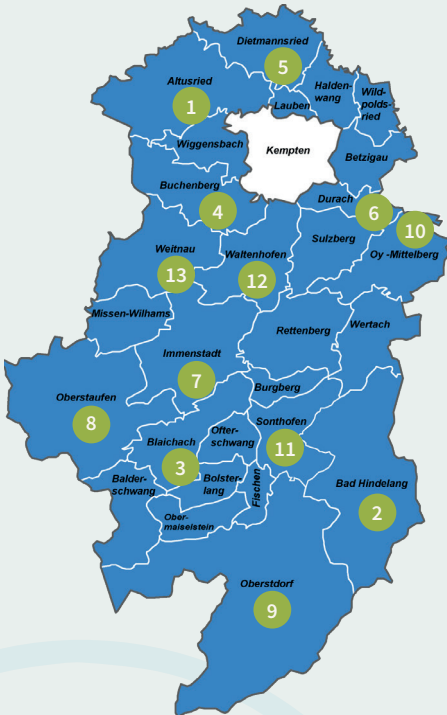 Dietmannsried
5
Altusried
1
Halden-
wang
Wild-
polds-
ried
Lauben
Wiggensbach
Kempten
Betzigau
Buchenberg
4
Durach
6
10
Sulzberg
Oy -Mittelberg
Weitnau
13
Waltenhofen
12
Missen-Wilhams
Rettenberg
Wertach
Immenstadt
7
Burgberg
Oberstaufen
8
Blaichach
3
Ofter-
schwang
Sonthofen
11
Balder-
schwang
Bolster-
lang
Fischen
Bad Hindelang
2
Ober-
maiselstein
Oberstdorf
9